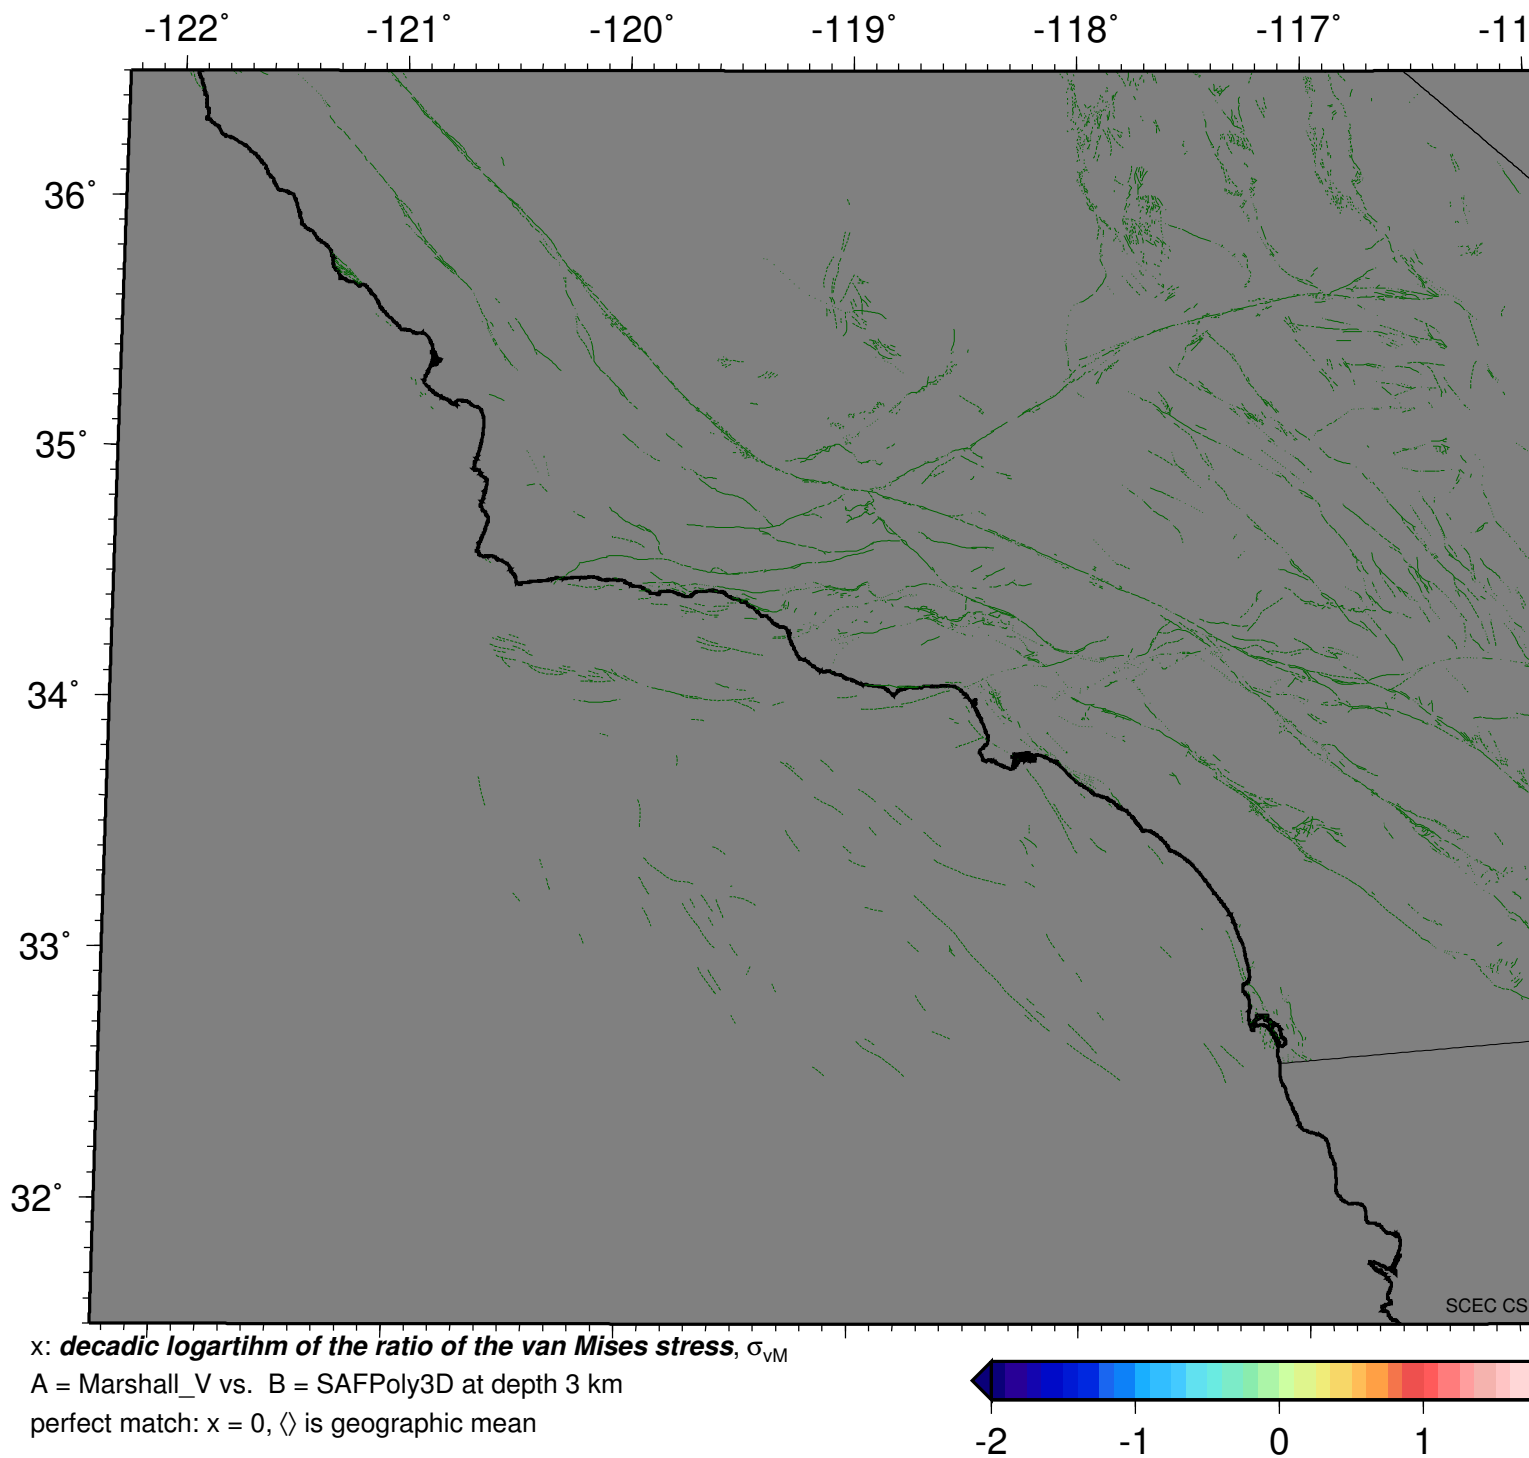 -122° -121° -120° -119° -118° -117° -11
36°
35°
34°
33°
32°
SCEC CS
x: decadic logartihm of the ratio of the van Mises stress, σvM
A = Marshall_V vs. B = SAFPoly3D at depth 3 km
perfect match: x = 0, ⟨⟩ is geographic mean
-2 -1 0 1